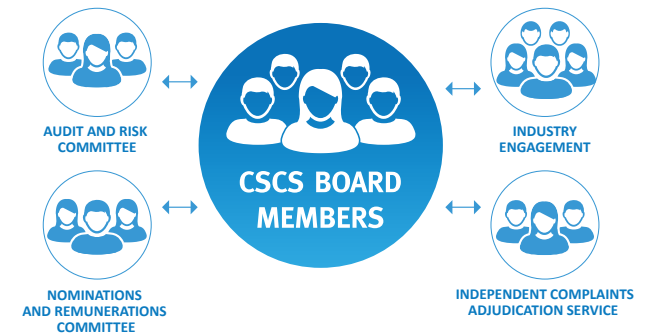 AUDIT AND RISK
COMMITTEE
CSCS BOARD
MEMBERS
INDUSTRY
ENGAGEMENT
NOMINATIONS
AND REMUNERATIONS
COMMITTEE
INDEPENDENT COMPLAINTS
ADJUDICATION SERVICE